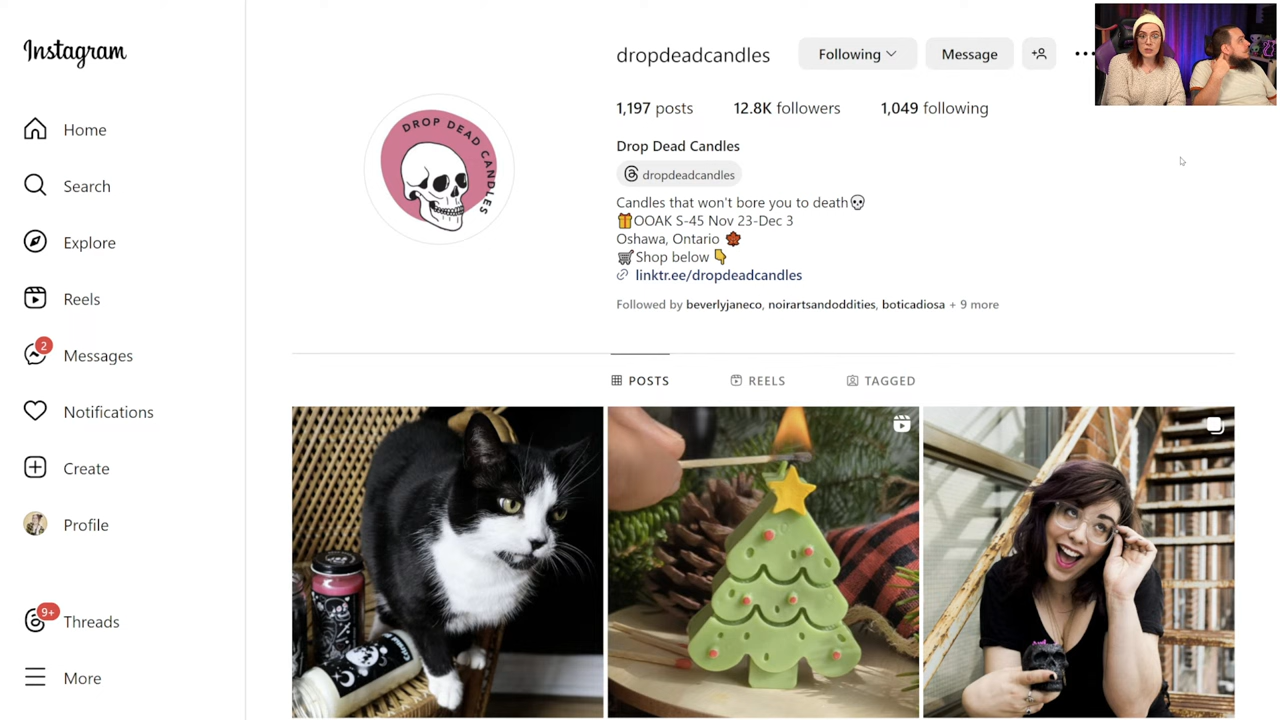 Instagram
Home
Search
Explore
Reels
2
Messages
Notifications
Create
Profile
9+
Threads
More
dropdeadcandles
Following
Message
1,197 posts 12.8K followers 1,049 following
DROP DEAD CANDLES
Drop Dead Candles
dropdeadcandles
Candles that won't bore you to death💀
🎁OOAK S-45 Nov 23-Dec 3
Oshawa, Ontario 🍁
🛒Shop below 👇
linktr.ee/dropdeadcandles
Followed by beverlyjaneco, noirartsandoddities, boticadiosa + 9 more
POSTS REELS TAGGED